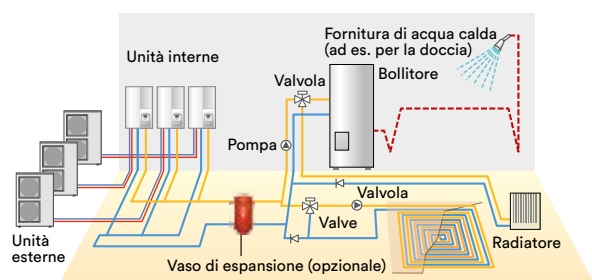 Fornitura di acqua calda
(ad es. per la doccia)
Unità interne
Bollitore
Valvola
Pompa
Valvola
Valve
Unità
esterne
Radiatore
Vaso di espansione (opzionale)